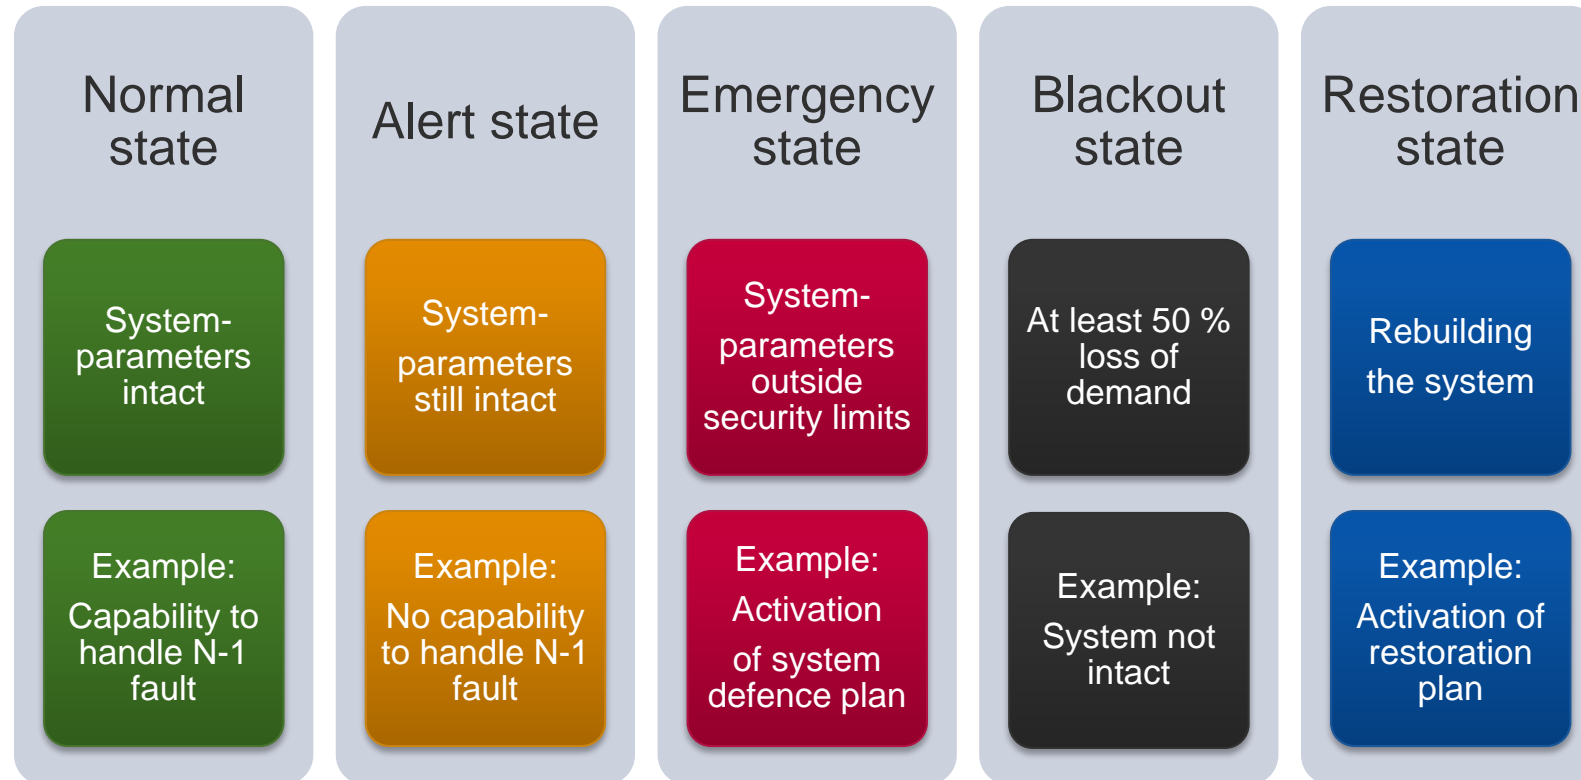 Normal
state
System-
parameters
intact
Example:
Capability to
handle N-1
fault
Alert state
System-
parameters
still intact
Example:
No capability
to handle N-1
fault
Emergency
state
System-
parameters
outside
security limits
Example:
Activation
of system
defence plan
Blackout
state
At least 50 %
loss of
demand
Example:
System not
intact
Restoration
state
Rebuilding
the system
Example:
Activation of
restoration
plan